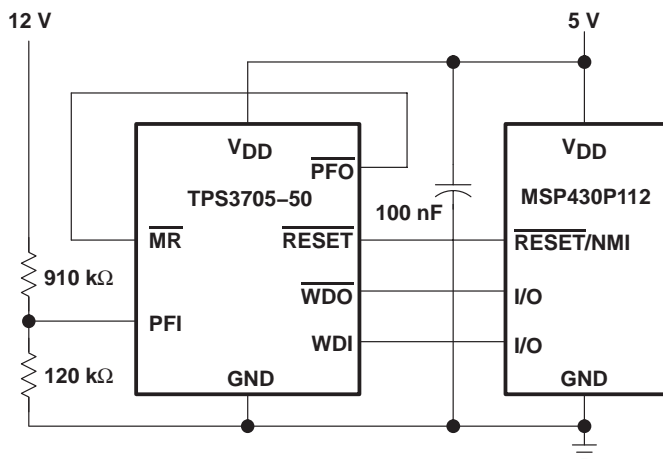 12 V
5 V
VDD
PFO
TPS3705–50
MR
RESET
910 kΩ
WDO
PFI
WDI
120 kΩ
GND
100 nF
VDD
MSP430P112
RESET/NMI
I/O
I/O
GND